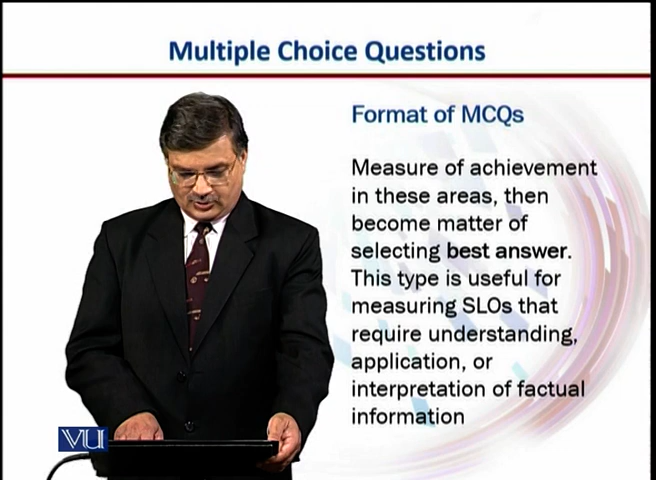 Multiple Choice Questions
Format of MCQs
Measure of achievement
in these areas, then
become matter of
selecting best answer.
This type is useful for
measuring SLOs that
require understanding,
application, or
interpretation of factual
information
VU